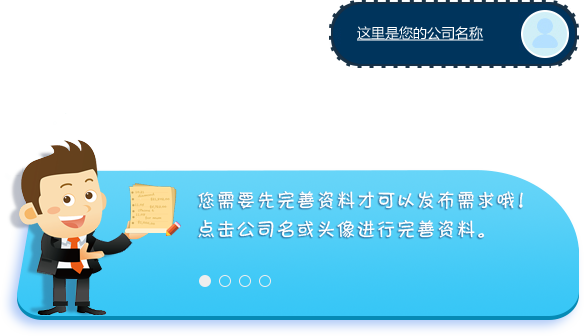 这里是您的公司名称
您需要先完善资料才可以发布需求哦!
点击公司名或头像进行完善资料。